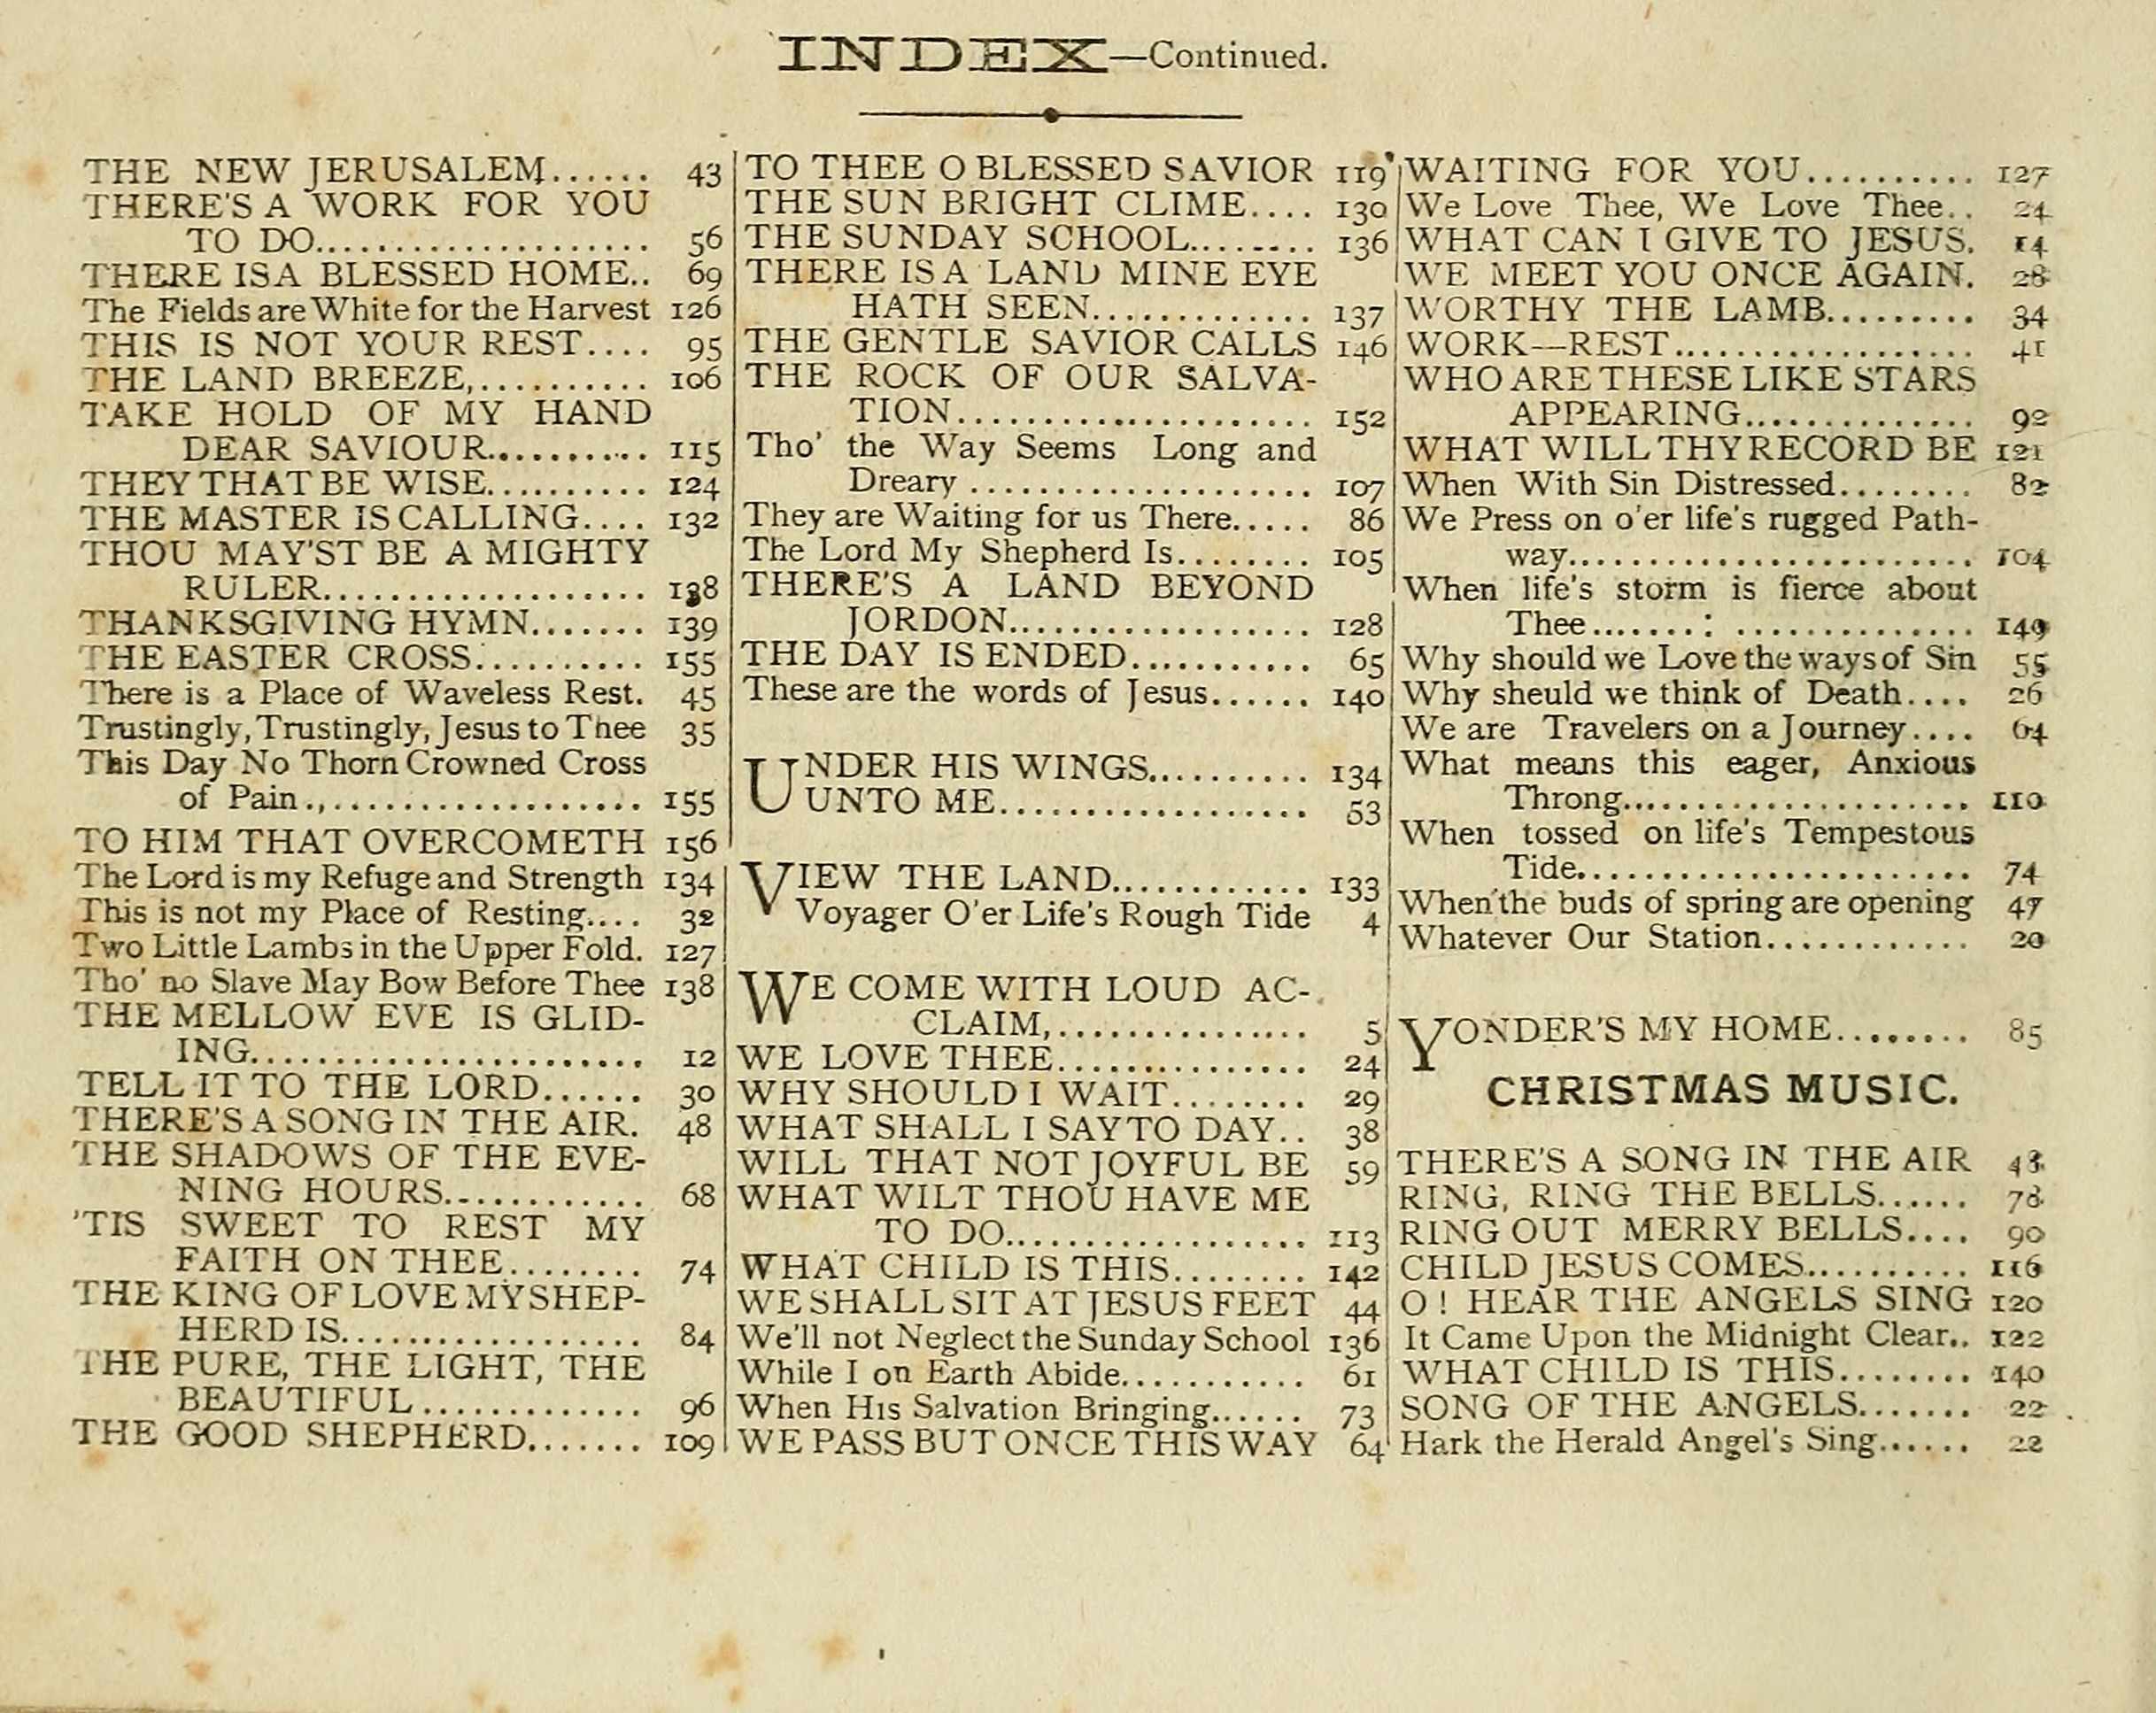 INDEX—Continued.
THE NEW JERUSALEM...... 43
THERE'S A WORK FOR YOU
TO DO..................... 56
THERE IS A BLESSED HOME.. 69
The Fields are White for the Harvest 126
THIS IS NOT YOUR REST.... 95
THE LAND BREEZE,.......... 106
TAKE HOLD OF MY HAND
DEAR SAVIOUR.......... 115
THEY THAT BE WISE.......... 124
THE MASTER IS CALLING.... 132
THOU MAY'ST BE A MIGHTY
RULER.................... 138
THANKSGIVING HYMN....... 139
THE EASTER CROSS.......... 155
There is a Place of Waveless Rest. 45
Trustingly, Trustingly, Jesus to Thee 35
This Day No Thorn Crowned Cross
of Pain.,................... 155
TO HIM THAT OVERCOMETH 156
The Lord is my Refuge and Strength 134
This is not my Place of Resting.... 32
Two Little Lambs in the Upper Fold. 127
Tho' no Slave May Bow Before Thee 138
THE MELLOW EVE IS GLID-
ING........................ 12
TELL IT TO THE LORD...... 30
THERE'S A SONG IN THE AIR. 48
THE SHADOWS OF THE EVE-
NING HOURS............ 68
'TIS SWEET TO REST MY
FAITH ON THEE........ 74
THE KING OF LOVE MY SHEP-
HERD IS................... 84
THE PURE, THE LIGHT, THE
BEAUTIFUL.............. 96
THE GOOD SHEPHERD....... 109
TO THEE O BLESSED SAVIOR 119
THE SUN BRIGHT CLIME.... 130
THE SUNDAY SCHOOL........ 136
THERE IS A LAND MINE EYE
HATH SEEN.............. 137
THE GENTLE SAVIOR CALLS 146
THE ROCK OF OUR SALVA-
TION...................... 152
Tho' the Way Seems Long and
Dreary ..................... 107
They are Waiting for us There..... 86
The Lord My Shepherd Is........ 105
THERE'S A LAND BEYOND
JORDON................... 128
THE DAY IS ENDED........... 65
These are the words of Jesus...... 140
UNDER HIS WINGS.......... 134
UNTO ME................... 53
VIEW THE LAND............ 133
Voyager O'er Life's Rough Tide 4
WE COME WITH LOUD AC-
CLAIM,................ 5
WE LOVE THEE............... 24
WHY SHOULD I WAIT........ 29
WHAT SHALL I SAY TO DAY.. 38
WILL THAT NOT JOYFUL BE 59
WHAT WILT THOU HAVE ME
TO DO................... 113
WHAT CHILD IS THIS........ 142
WE SHALL SIT AT JESUS FEET 44
We'll not Neglect the Sunday School 136
While I on Earth Abide........... 61
When His Salvation Bringing...... 73
WE PASS BUT ONCE THIS WAY 64
WAITING FOR YOU.......... 127
We Love Thee, We Love Thee.. 24
WHAT CAN I GIVE TO JESUS. 14
WE MEET YOU ONCE AGAIN. 28
WORTHY THE LAMB......... 34
WORK—REST.................. 41
WHO ARE THESE LIKE STARS
APPEARING.............. 92
WHAT WILL THY RECORD BE 121
When With Sin Distressed........ 82
We Press on o'er life's rugged Path-
way......................... 104
When life's storm is fierce about
Thee.......: ............... 149
Why should we Love the ways of Sin 55
Why sheuld we think of Death.... 26
We are Travelers on a Journey.... 64
What means this eager, Anxious
Throng..................... 110
When tossed on life's Tempestous
Tide........................ 74
When the buds of spring are opening 47
Whatever Our Station............ 20
YONDER'S MY HOME......... 85
CHRISTMAS MUSIC.
THERE'S A SONG IN THE AIR 48
RING, RING THE BELLS...... 78
RING OUT MERRY BELLS.... 90
CHILD JESUS COMES.......... 116
O! HEAR THE ANGELS SING 120
It Came Upon the Midnight Clear.. 122
WHAT CHILD IS THIS........ 140
SONG OF THE ANGELS....... 22
Hark the Herald Angel's Sing...... 22